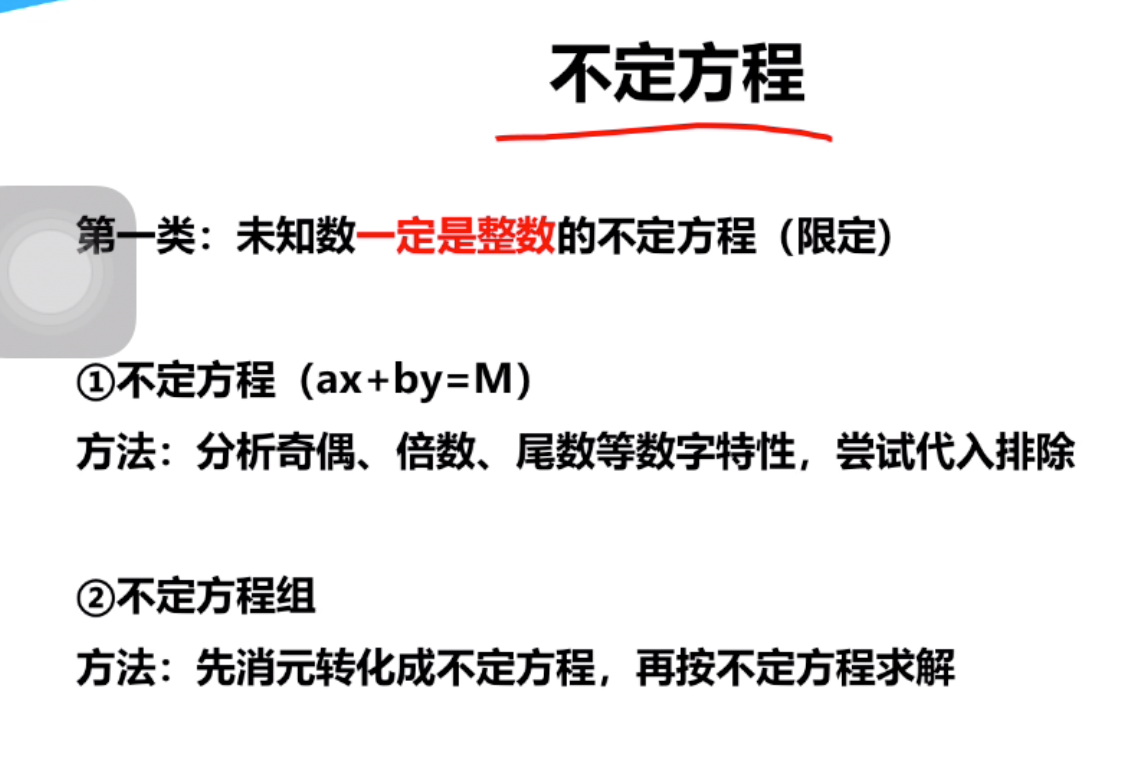 不定方程
第一类：未知数一定是整数的不定方程（限定）
①不定方程（ax+by=M）
方法：分析奇偶、倍数、尾数等数字特性，尝试代入排除
②不定方程组
方法：先消元转化成不定方程，再按不定方程求解